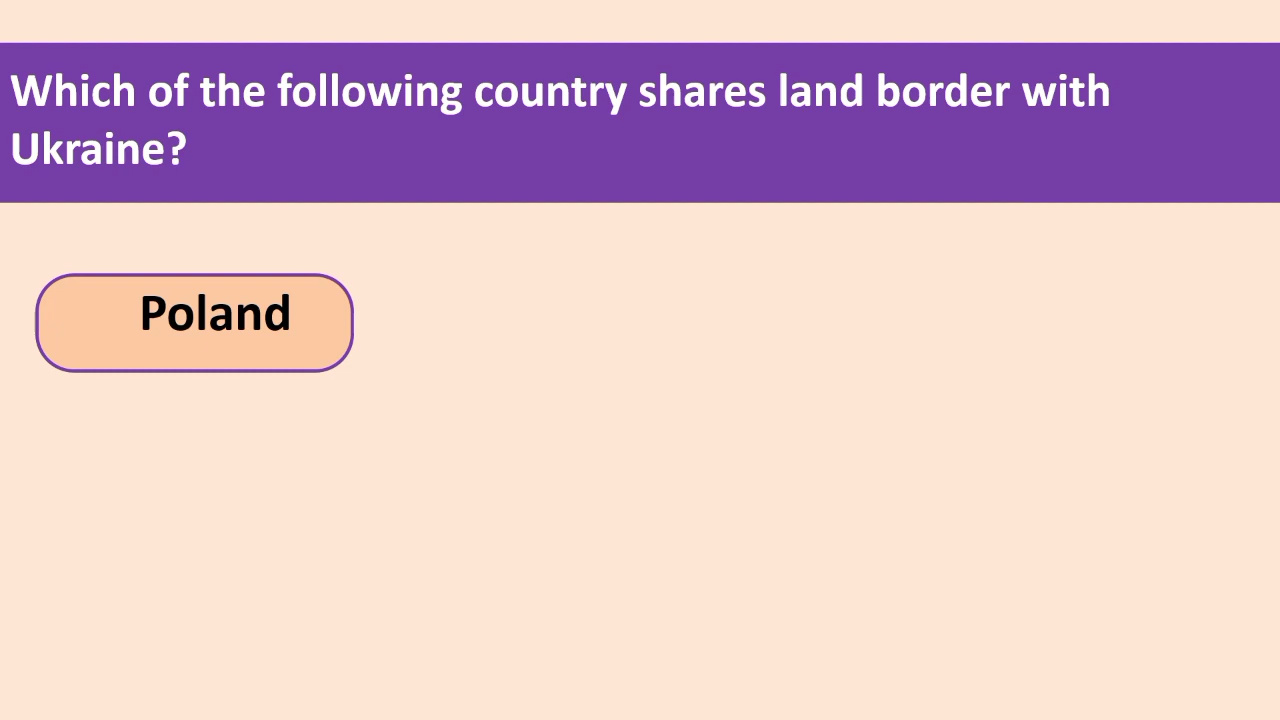 Which of the following country shares land border with
Ukraine?
Poland